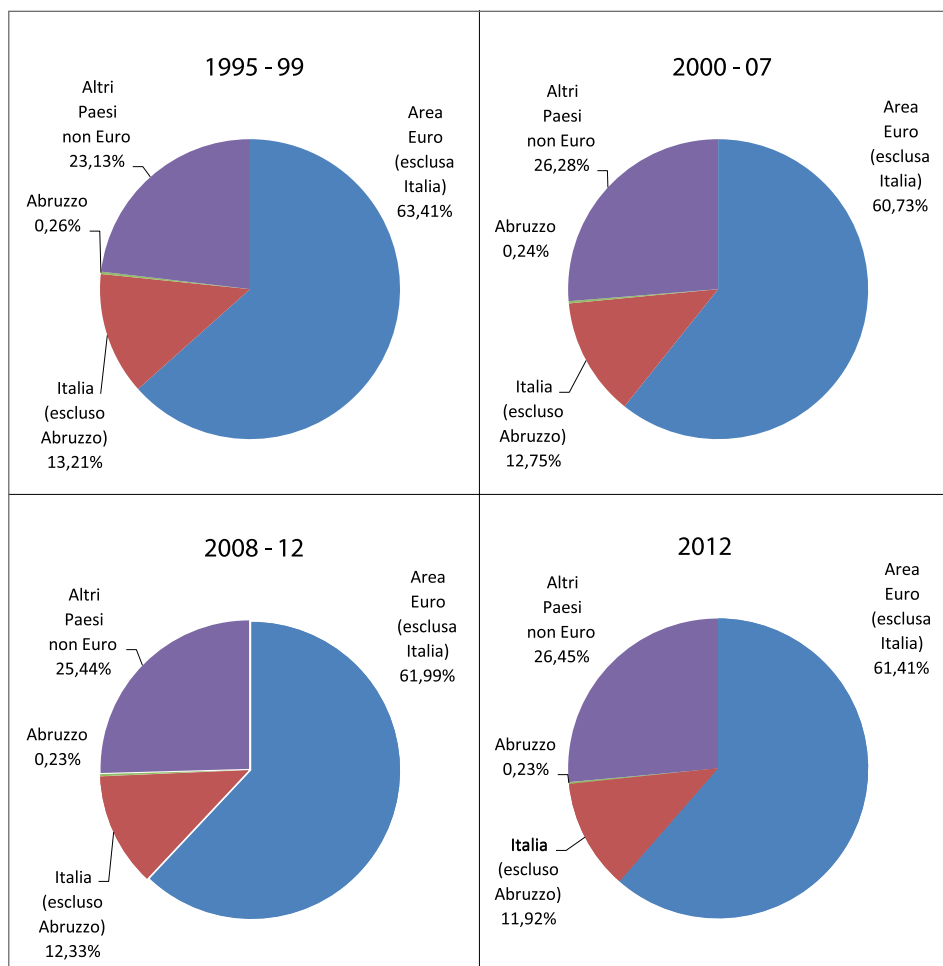 1995 - 99
Altri
Paesi
non Euro
23,13%
Area
Euro
(esclusa
Italia)
63,41%
Abruzzo
0,26%
Italia
(escluso
Abruzzo)
13,21%
2000 - 07
Altri
Paesi
non Euro
26,28%
Area
Euro
(esclusa
Italia)
60,73%
Abruzzo
0,24%
Italia
(escluso
Abruzzo)
12,75%
2008 - 12
Altri
Paesi
non Euro
25,44%
Area
Euro
(esclusa
Italia)
61,99%
Abruzzo
0,23%
Italia
(escluso
Abruzzo)
12,33%
2012
Altri
Paesi
non Euro
26,45%
Area
Euro
(esclusa
Italia)
61,41%
Abruzzo
0,23%
Italia
(escluso
Abruzzo)
11,92%